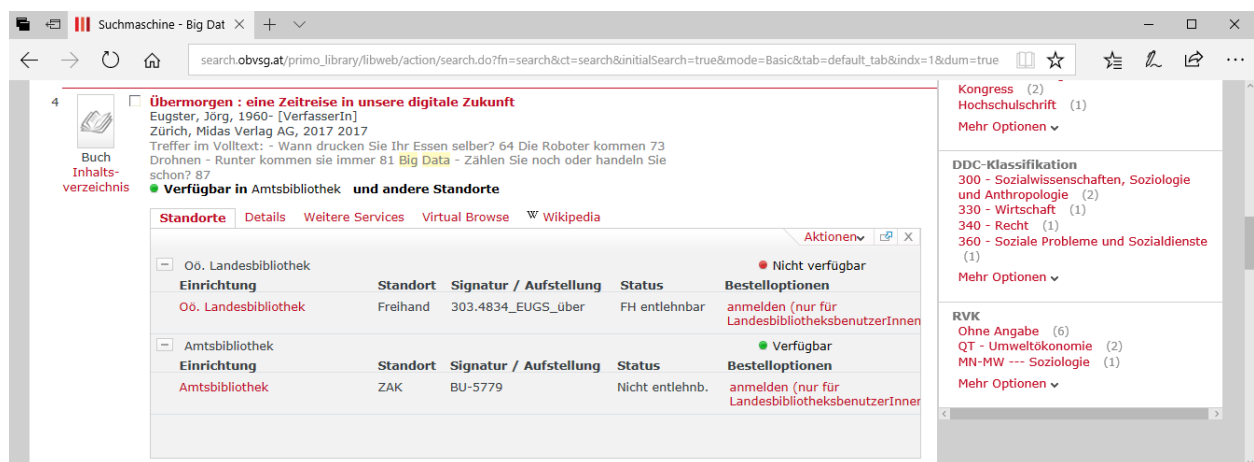 Suchmaschine - Big Dat
search.obvsg.at/primo_library/libweb/action/search.do?fn=search&ct=search&initialSearch=true&mode=Basic&tab=default_tab&indx=1&dum=true
4
Buch
Inhalts-
verzeichnis
Übermorgen : eine Zeitreise in unsere digitale Zukunft
Eugster, Jörg, 1960- [VerfasserIn]
Zürich, Midas Verlag AG, 2017 2017
Treffer im Volltext: - Wann drucken Sie Ihr Essen selber? 64 Die Roboter kommen 73
Drohnen - Runter kommen sie immer 81 Big Data - Zählen Sie noch oder handeln Sie
schon? 87
Verfügbar in Amtsbibliothek und andere Standorte
Standorte Details Weitere Services Virtual Browse W Wikipedia
Aktionen X
Oö. Landesbibliothek Nicht verfügbar
Einrichtung Standort Signatur / Aufstellung Status Bestelloptionen
Oö. Landesbibliothek Freihand 303.4834_EUGS_über FH entlehnbar anmelden (nur für
LandesbibliotheksbenutzerInnen
Amtsbibliothek Verfügbar
Einrichtung Standort Signatur / Aufstellung Status Bestelloptionen
Amtsbibliothek ZAK BU-5779 Nicht entlehnb. anmelden (nur für
LandesbibliotheksbenutzerInnen
Kongress (2)
Hochschulschrift (1)
Mehr Optionen
DDC-Klassifikation
300 - Sozialwissenschaften, Soziologie
und Anthropologie (2)
330 - Wirtschaft (1)
340 - Recht (1)
360 - Soziale Probleme und Sozialdienste
(1)
Mehr Optionen
RVK
Ohne Angabe (6)
QT - Umweltökonomie (2)
MN-MW --- Soziologie (1)
Mehr Optionen